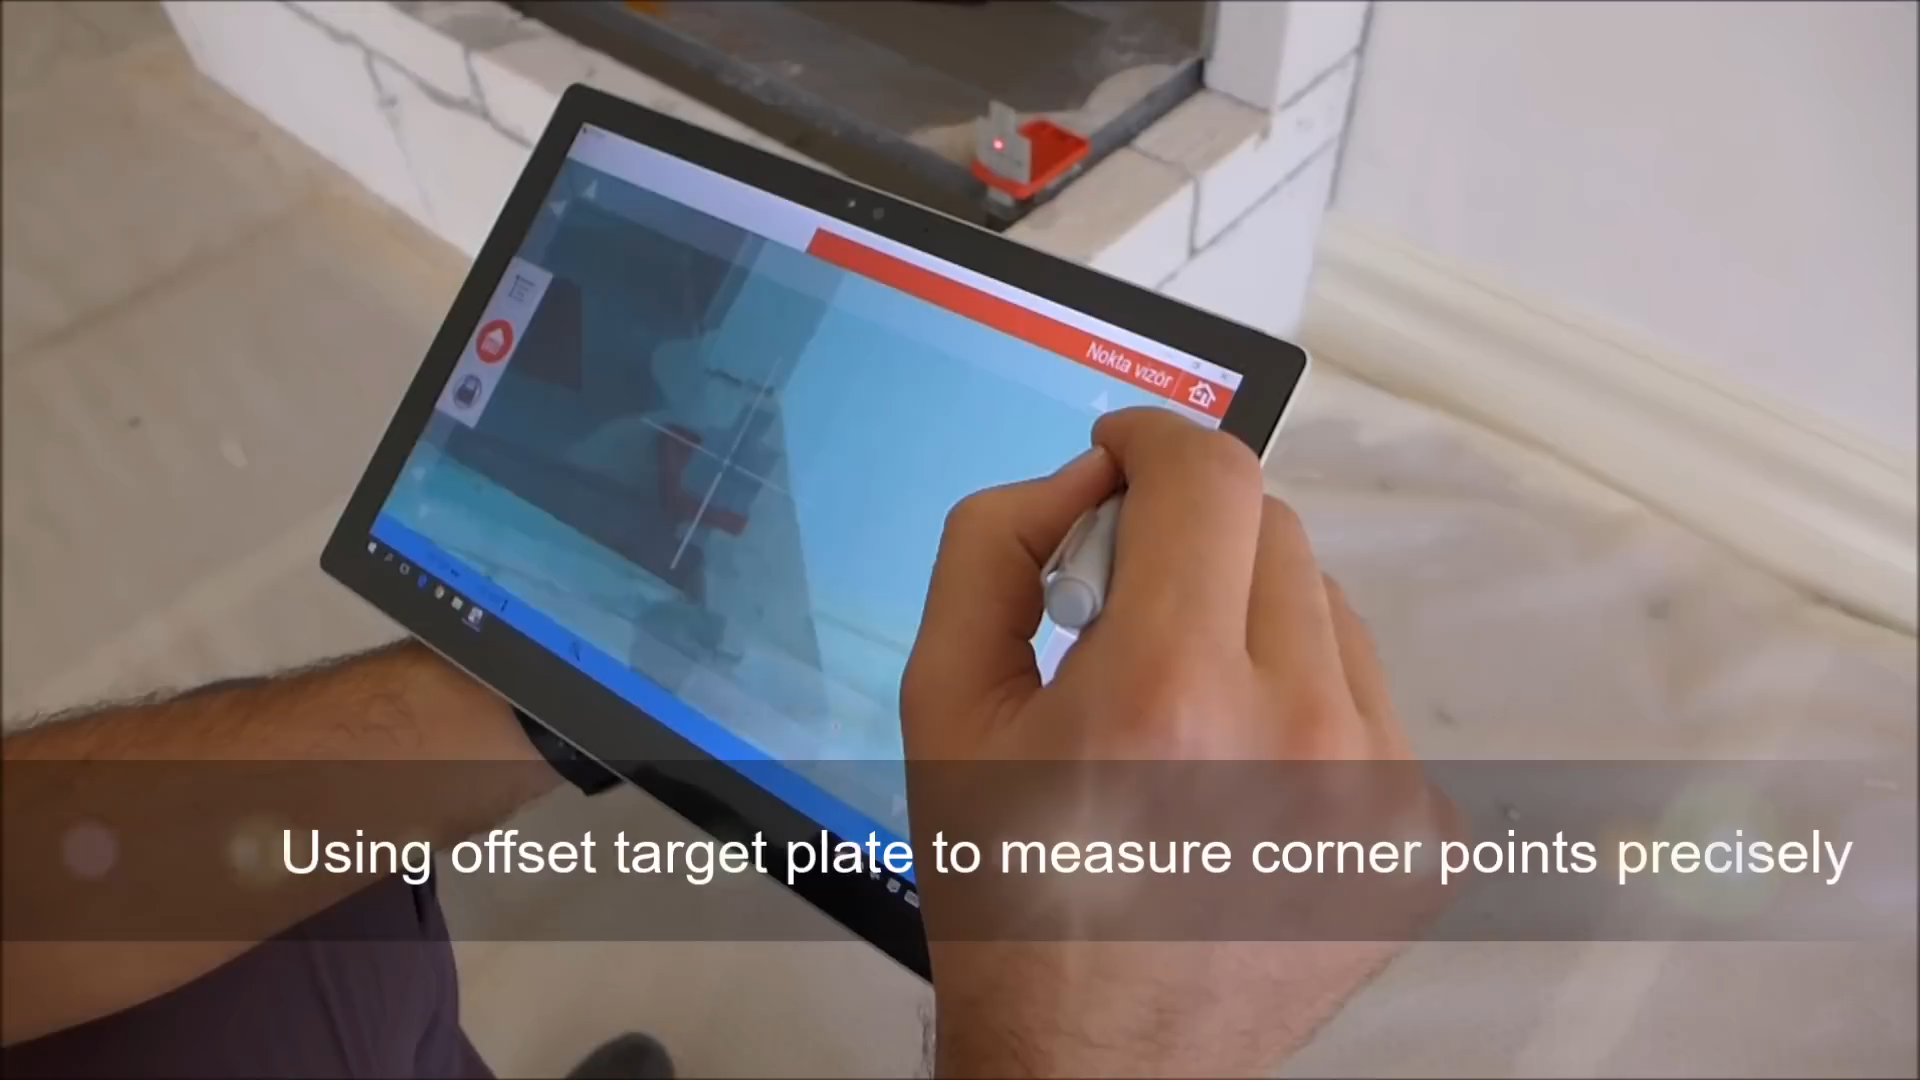 Nokta vizör
Using offset target plate to measure corner points precisely